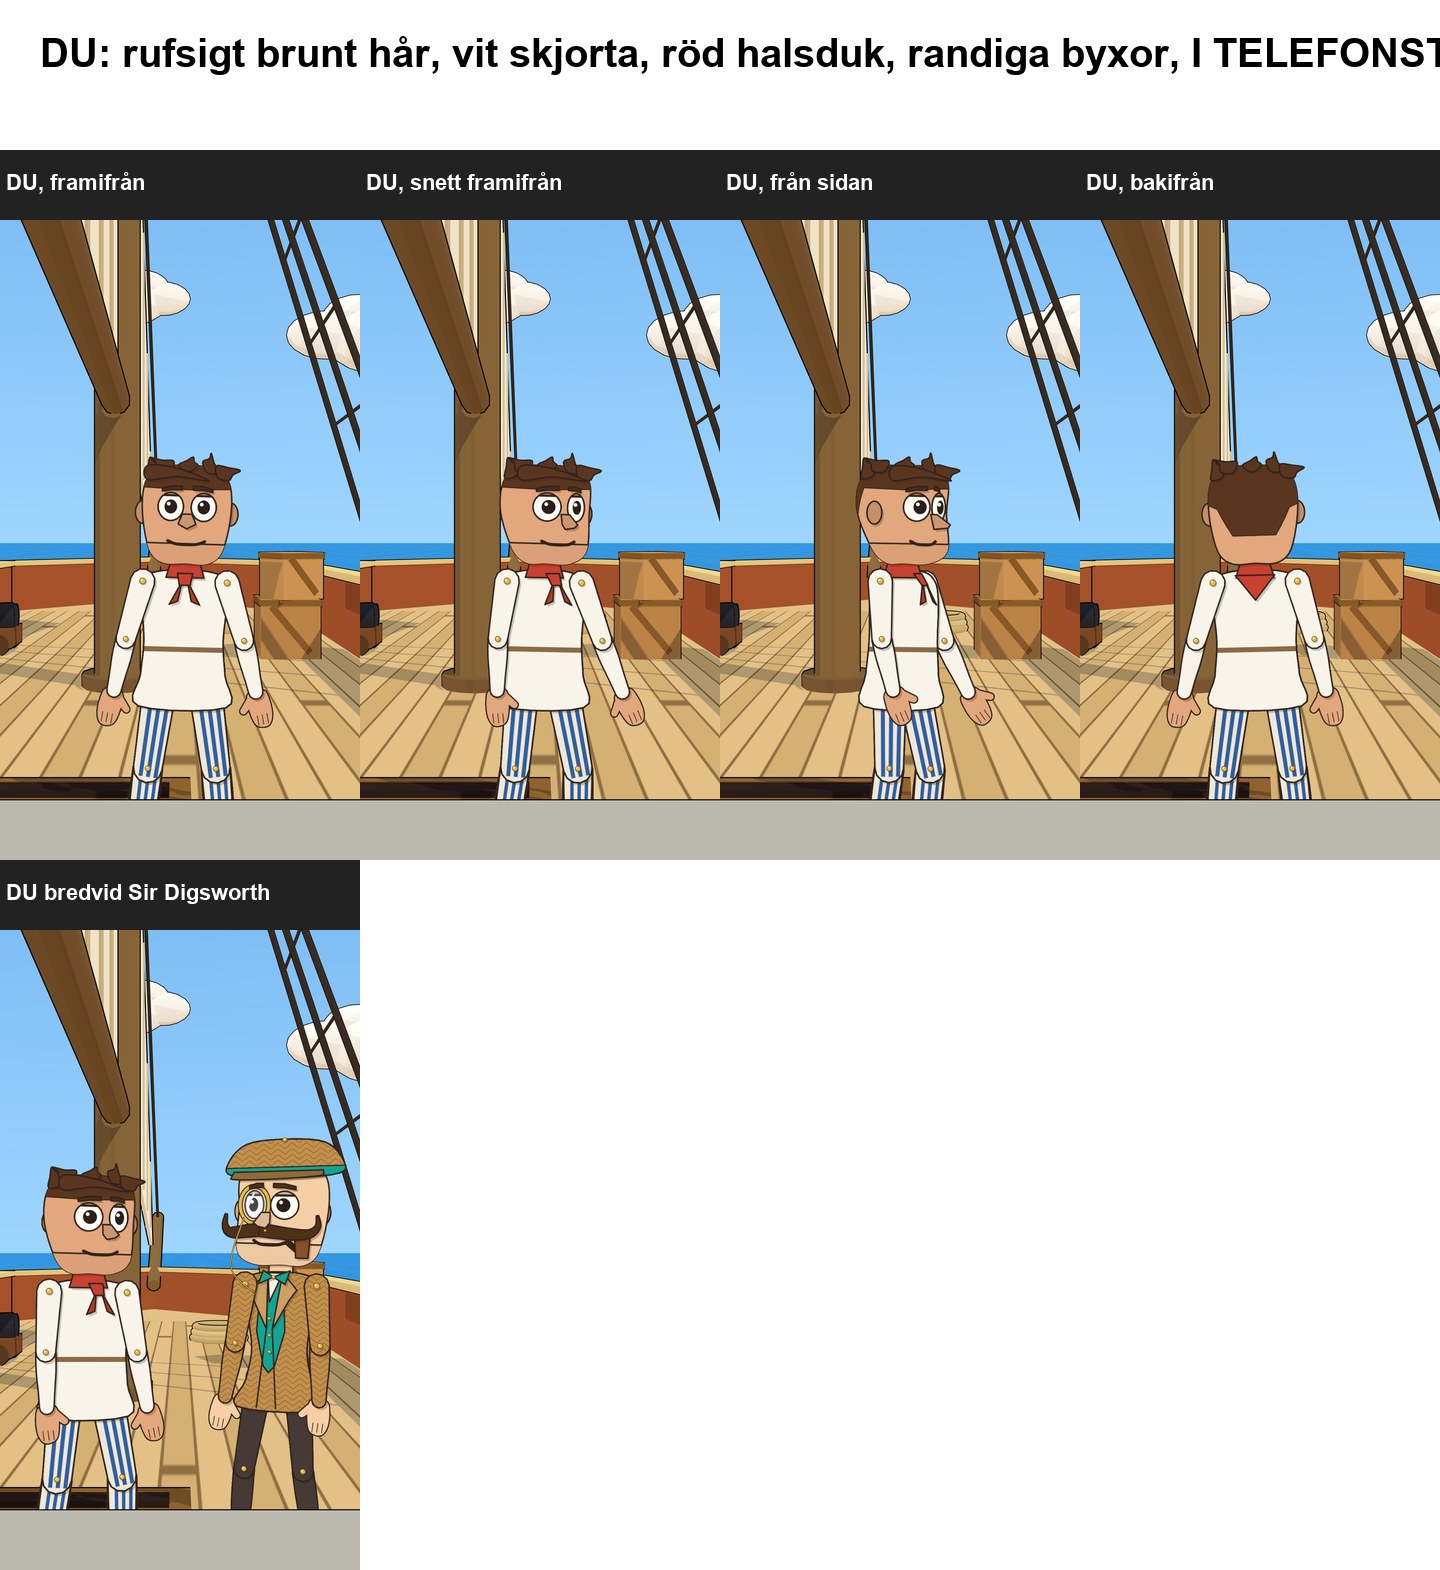 DU: rufsigt brunt hår, vit skjorta, röd halsduk, randiga byxor, I TELEFONST
DU, framifrån
DU, snett framifrån
DU, från sidan
DU, bakifrån
DU bredvid Sir Digsworth